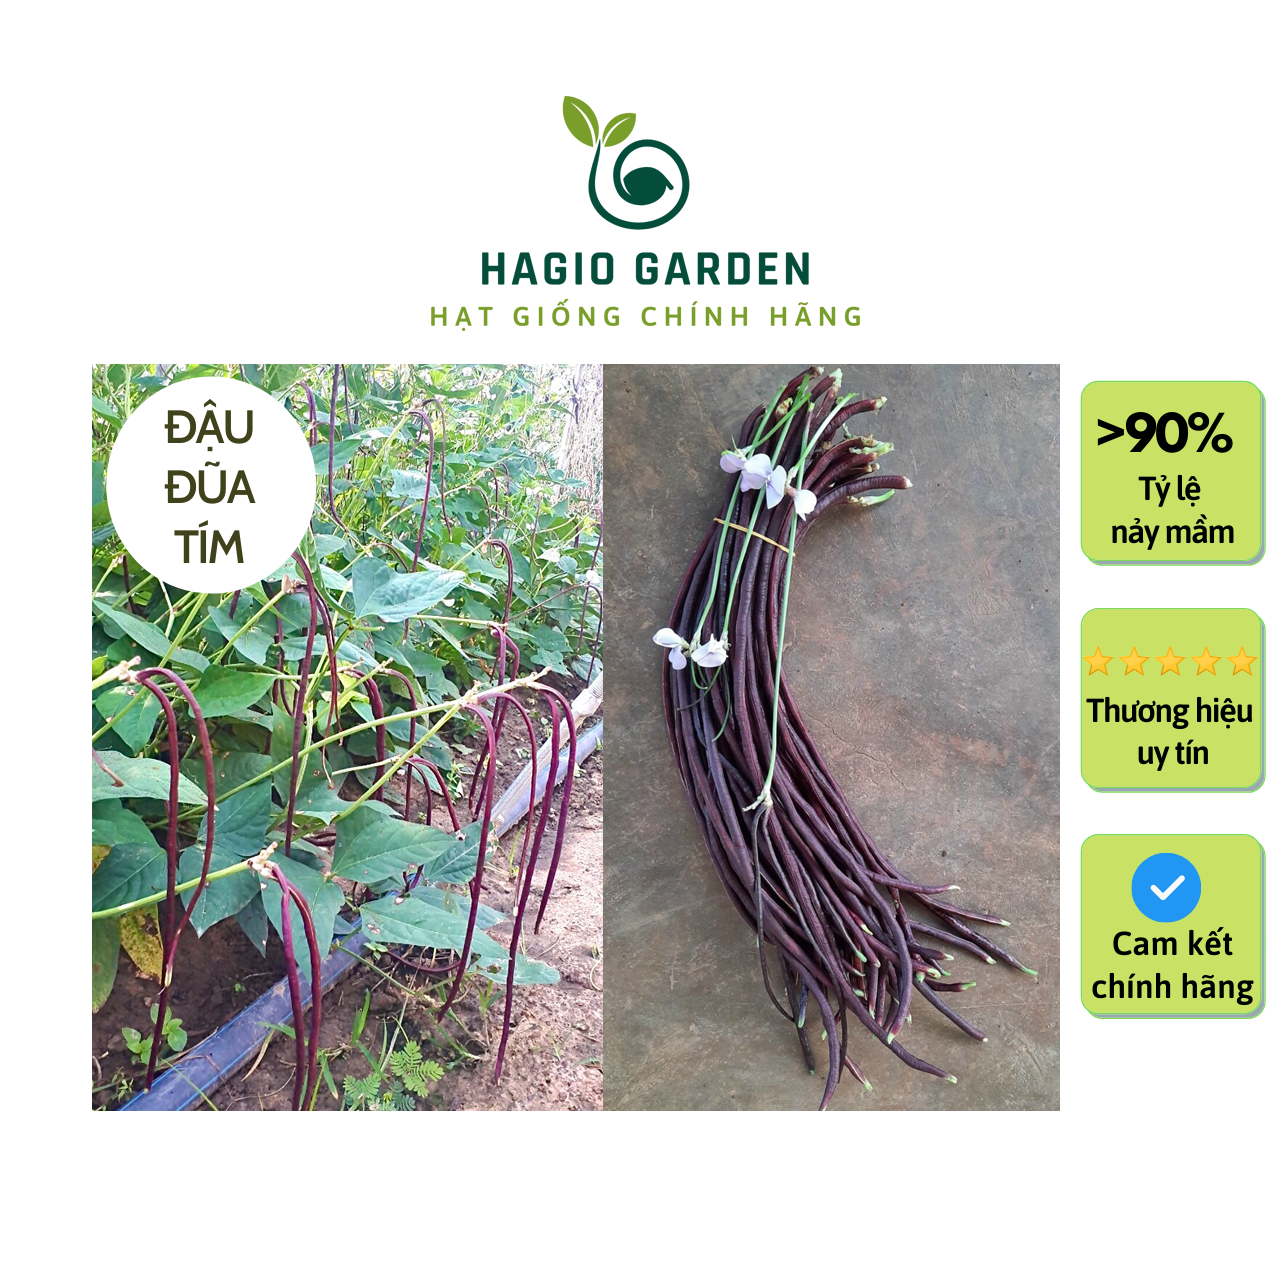 HAGIO GARDEN
HẠT GIỐNG CHÍNH HÃNG
ĐẬU
ĐŨA
TÍM
>90%
Tỷ lệ
nảy mầm
Thương hiệu
uy tín
Cam kết
chính hãng